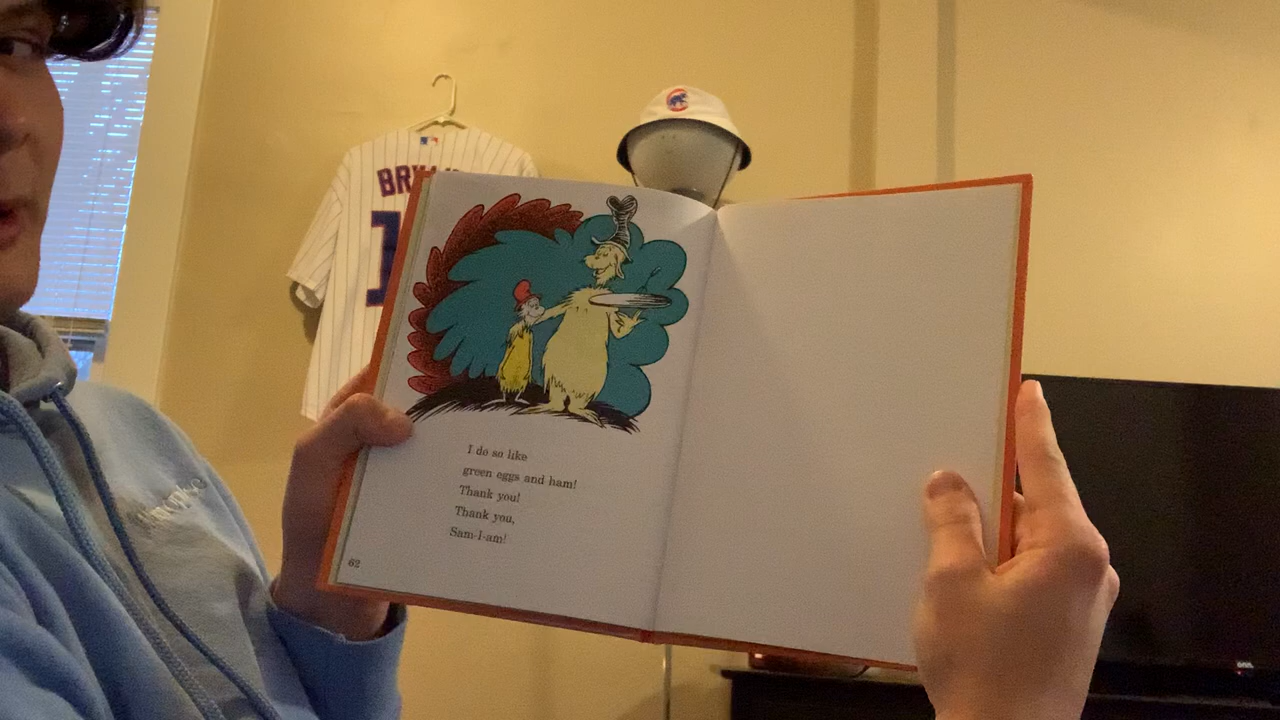 I do so like
green eggs and ham!
Thank you!
Thank you,
Sam-I-am!
62